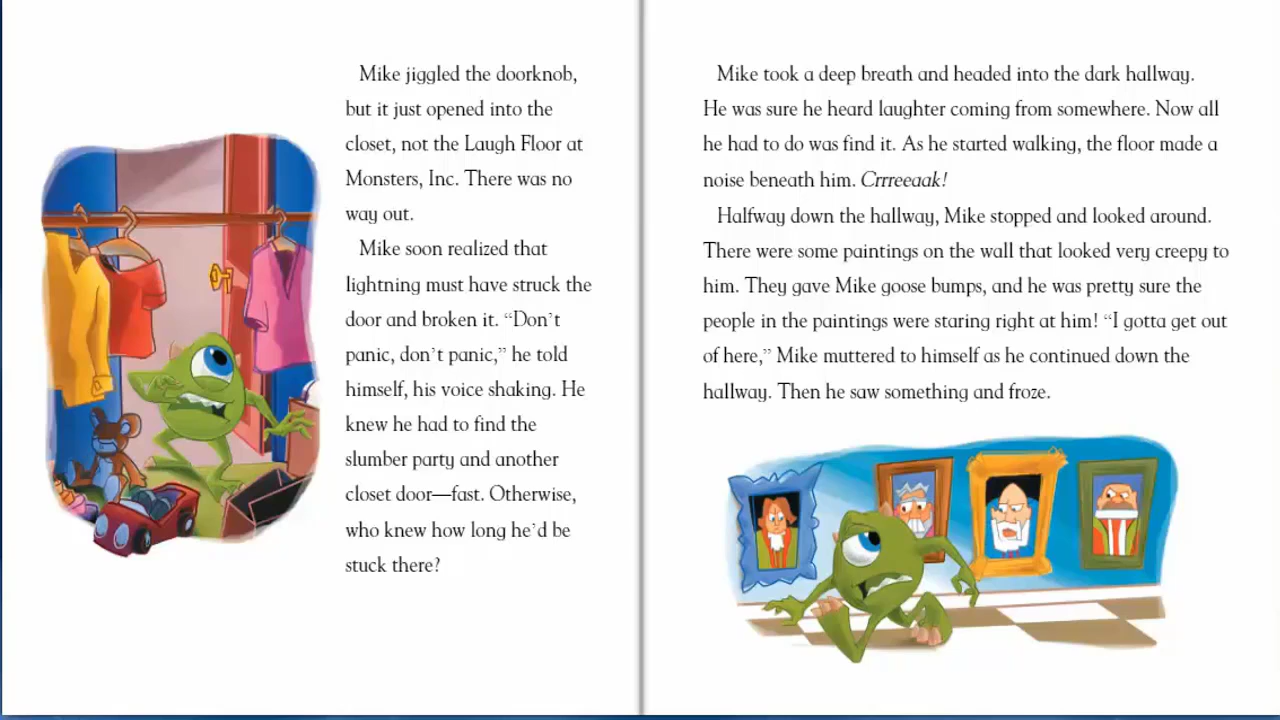 Mike jiggled the doorknob,
but it just opened into the
closet, not the Laugh Floor at
Monsters, Inc. There was no
way out.
Mike soon realized that
lightning must have struck the
door and broken it. “Don’t
panic, don’t panic,” he told
himself, his voice shaking. He
knew he had to find the
slumber party and another
closet door—fast. Otherwise,
who knew how long he’d be
stuck there?
Mike took a deep breath and headed into the dark hallway.
He was sure he heard laughter coming from somewhere. Now all
he had to do was find it. As he started walking, the floor made a
noise beneath him. Crrreeaak!
Halfway down the hallway, Mike stopped and looked around.
There were some paintings on the wall that looked very creepy to
him. They gave Mike goose bumps, and he was pretty sure the
people in the paintings were staring right at him! “I gotta get out
of here,” Mike muttered to himself as he continued down the
hallway. Then he saw something and froze.